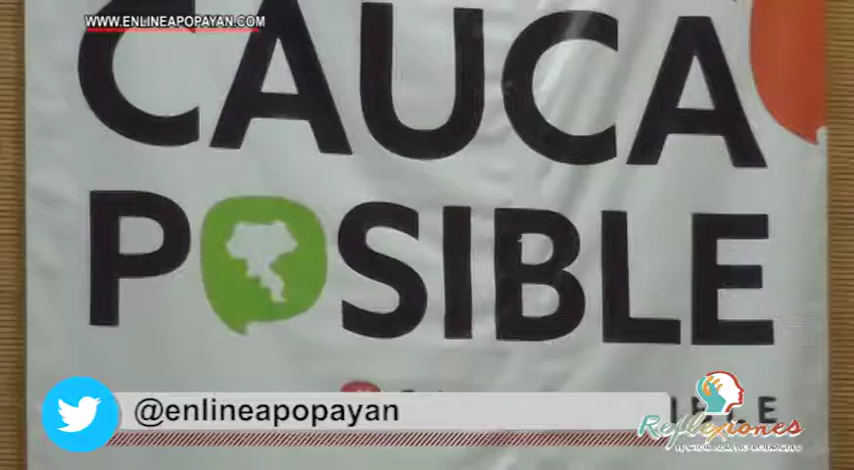 WWW.ENLINEAPOPAYAN.COM
CAUCA
POSIBLE
@enlineapopayan
Reflexiones